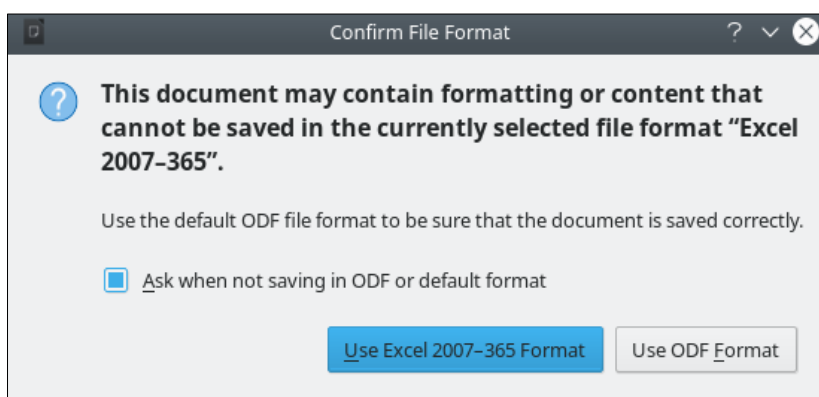 Confirm File Format
This document may contain formatting or content that
cannot be saved in the currently selected file format “Excel
2007–365”.
Use the default ODF file format to be sure that the document is saved correctly.
Ask when not saving in ODF or default format
Use Excel 2007–365 Format
Use ODF Format